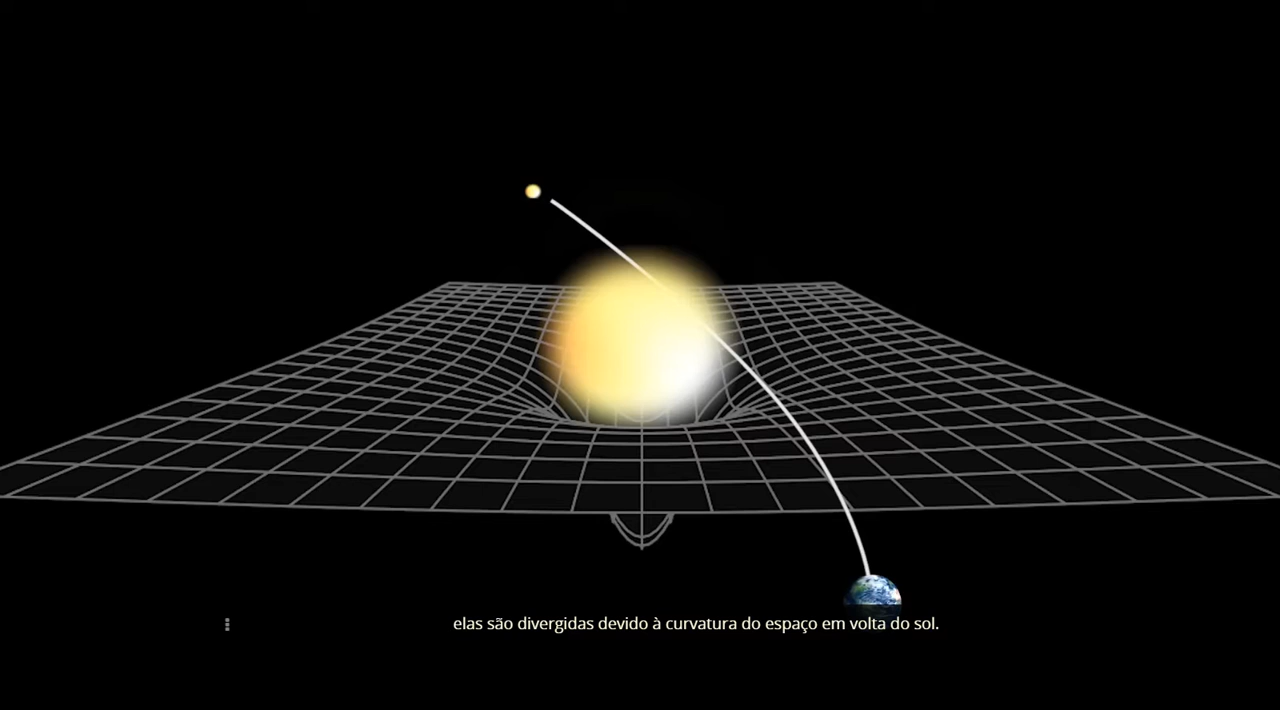 elas são divergidas devido à curvatura do espaço em volta do sol.